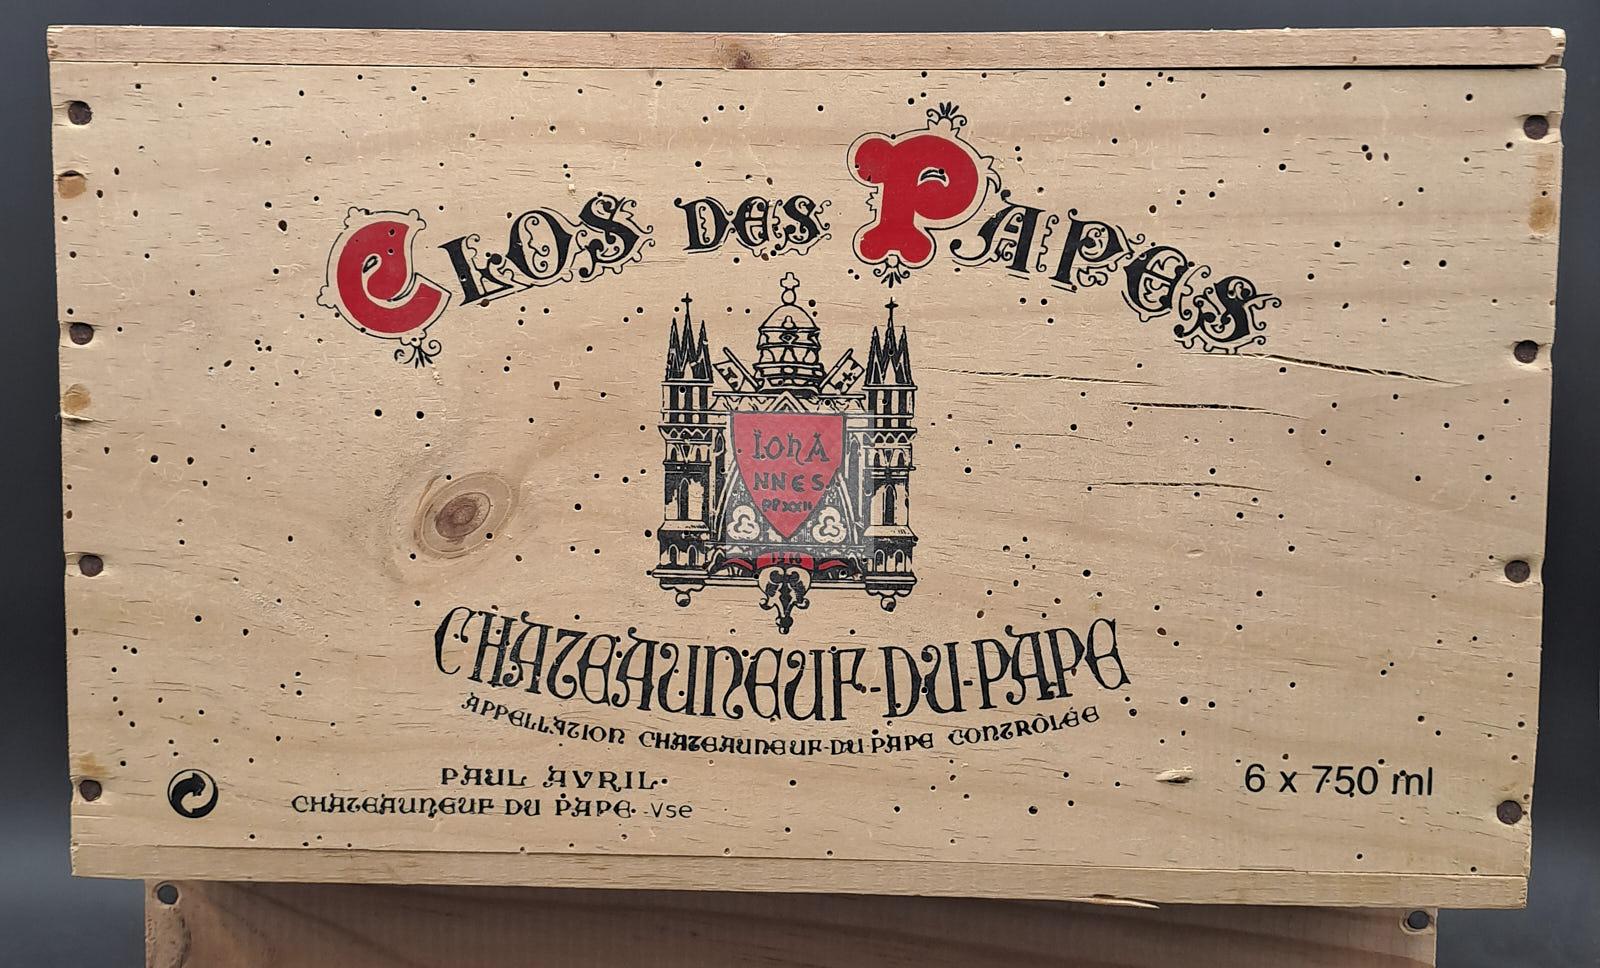 CLOS DES PAPES
IOHA
NNES
PP XXII
CHATEAUNEUF-DU-PAPE
APPELLATION CHATEAUNEUF-DU-PAPE CONTRÔLÉE
PAUL AVRIL
CHATEAUNEUF DU PAPE -Vse
6 x 750 ml